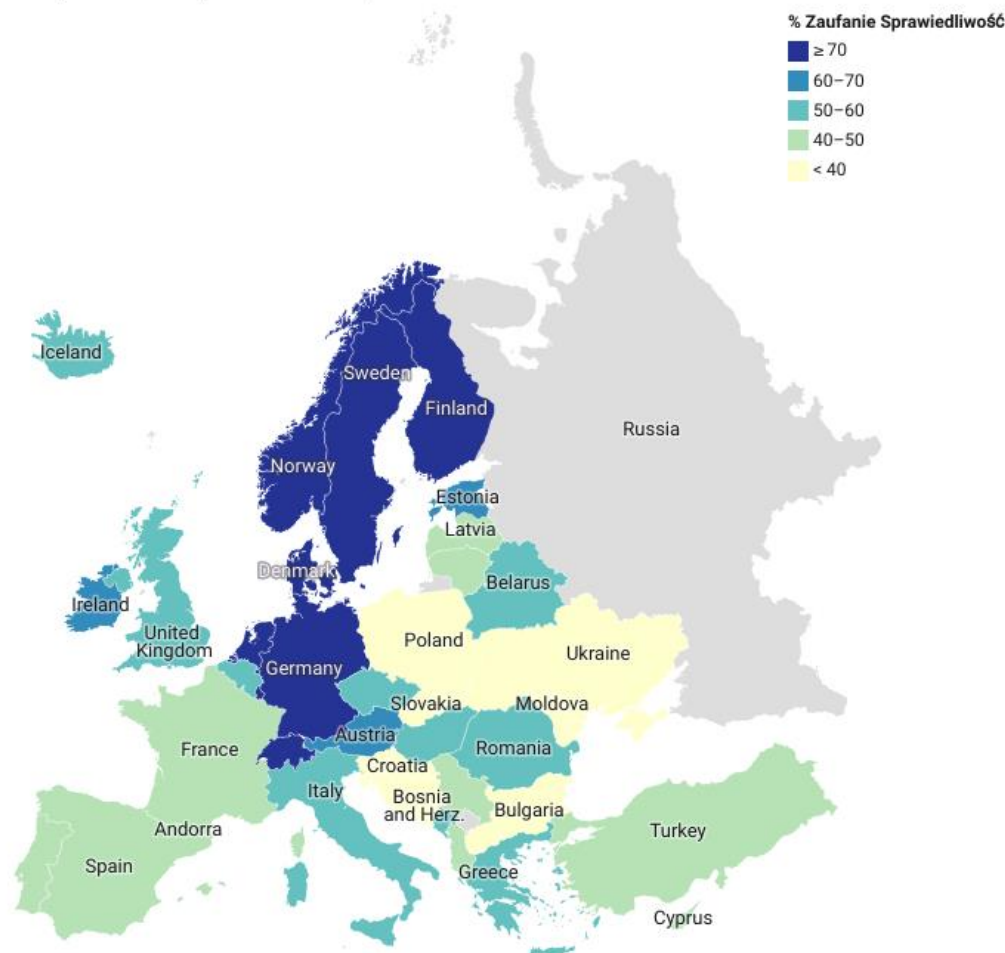 % Zaufanie Sprawiedliwość
≥ 70
60–70
50–60
40–50
< 40
Iceland
Sweden
Finland
Russia
Norway
Estonia
Latvia
Denmark
Belarus
Ireland
United
Kingdom
Poland
Ukraine
Germany
Slovakia
Moldova
Austria
France
Romania
Croatia
Italy
Bosnia
and Herz.
Bulgaria
Andorra
Turkey
Spain
Greece
Cyprus